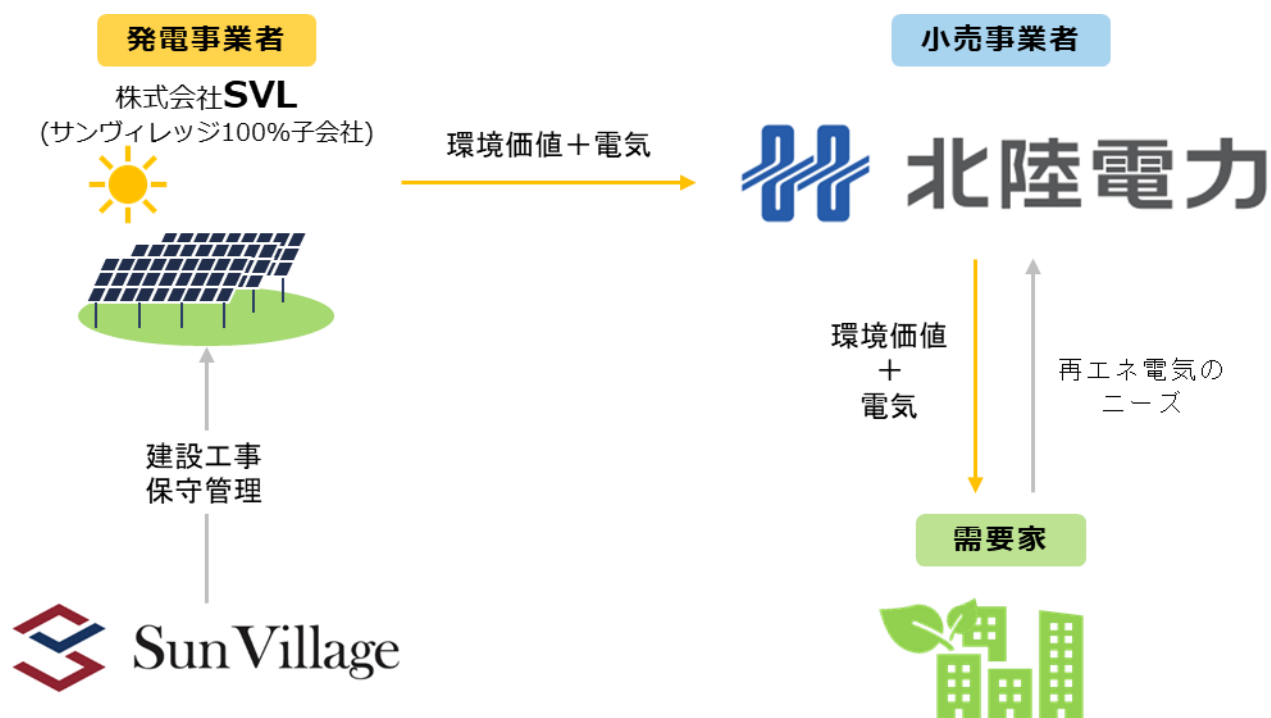 発電事業者
株式会社SVL
(サンヴィレッジ100%子会社)
環境価値＋電気
小売事業者
北陸電力
環境価値
＋
電気
再エネ電気の
ニーズ
建設工事
保守管理
需要家
Sun Village